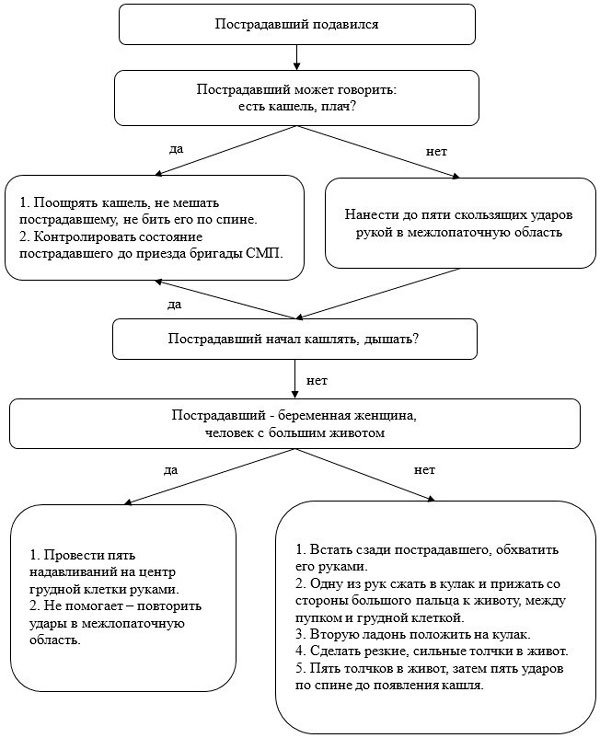 Пострадавший подавился
Пострадавший может говорить:
есть кашель, плач?
да
нет
1. Поощрять кашель, не мешать
пострадавшему, не бить его по спине.
2. Контролировать состояние
пострадавшего до приезда бригады СМП.
Нанести до пяти скользящих ударов
рукой в межлопаточную область
да
Пострадавший начал кашлять, дышать?
нет
Пострадавший - беременная женщина,
человек с большим животом
да
нет
1. Провести пять
надавливаний на центр
грудной клетки руками.
2. Не помогает – повторить
удары в межлопаточную
область.
1. Встать сзади пострадавшего, обхватить
его руками.
2. Одну из рук сжать в кулак и прижать со
стороны большого пальца к животу, между
пупком и грудной клеткой.
3. Вторую ладонь положить на кулак.
4. Сделать резкие, сильные толчки в живот.
5. Пять толчков в живот, затем пять ударов
по спине до появления кашля.